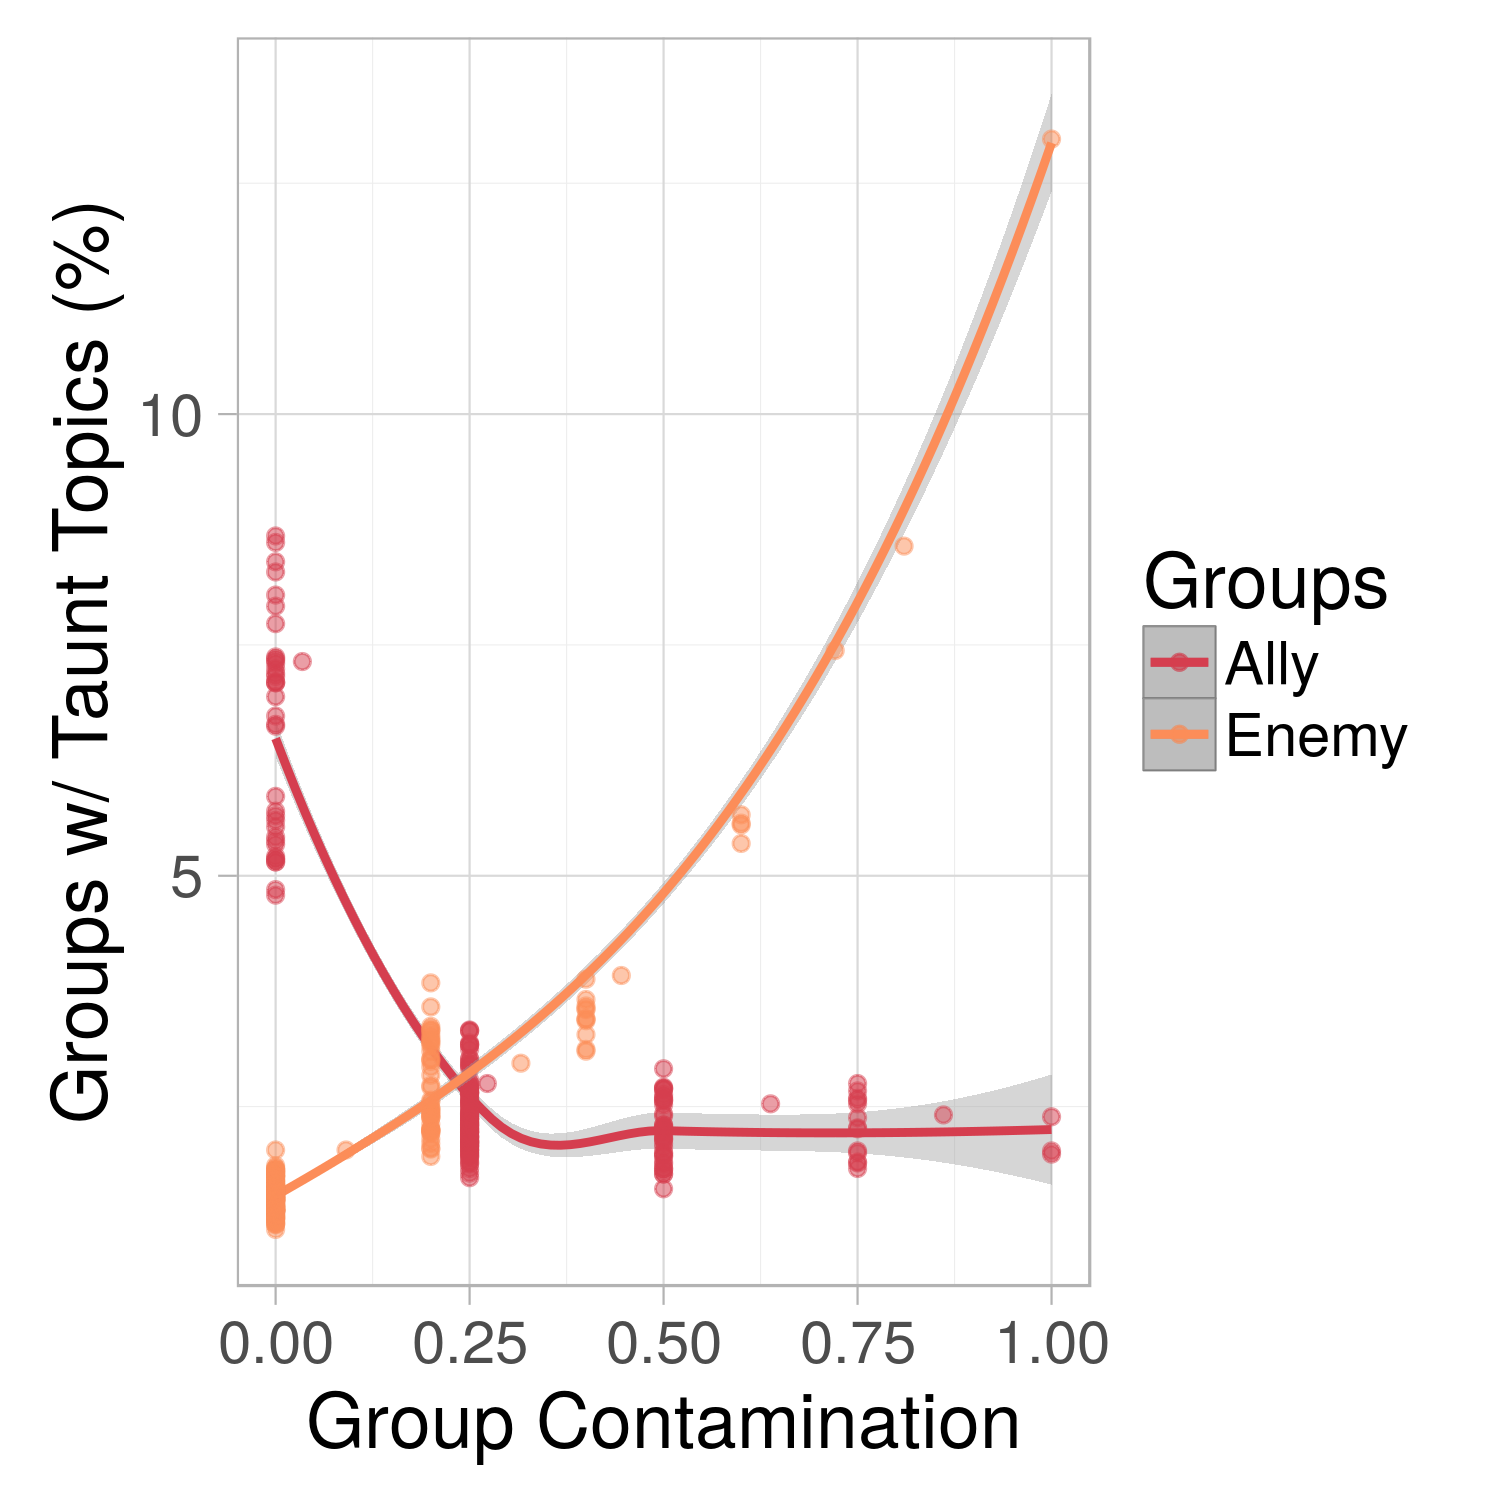 Groups w/ Taunt Topics (%)
10
5
0.00 0.25 0.50 0.75 1.00
Group Contamination
Groups
Ally
Enemy